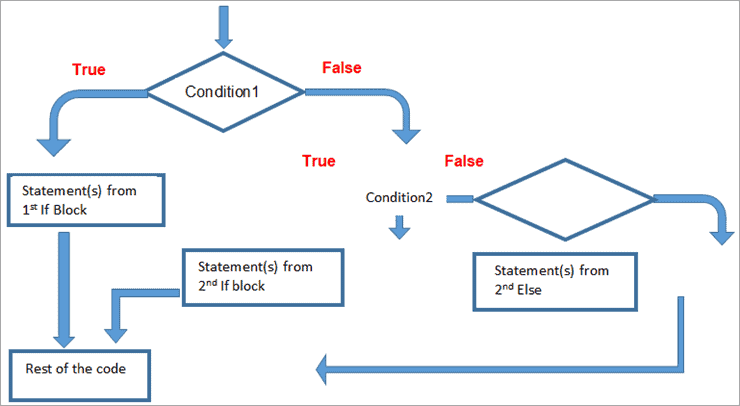 True
False
Condition1
True
False
Statement(s) from
1st If Block
Condition2
Statement(s) from
2nd If block
Statement(s) from
2nd Else
Rest of the code